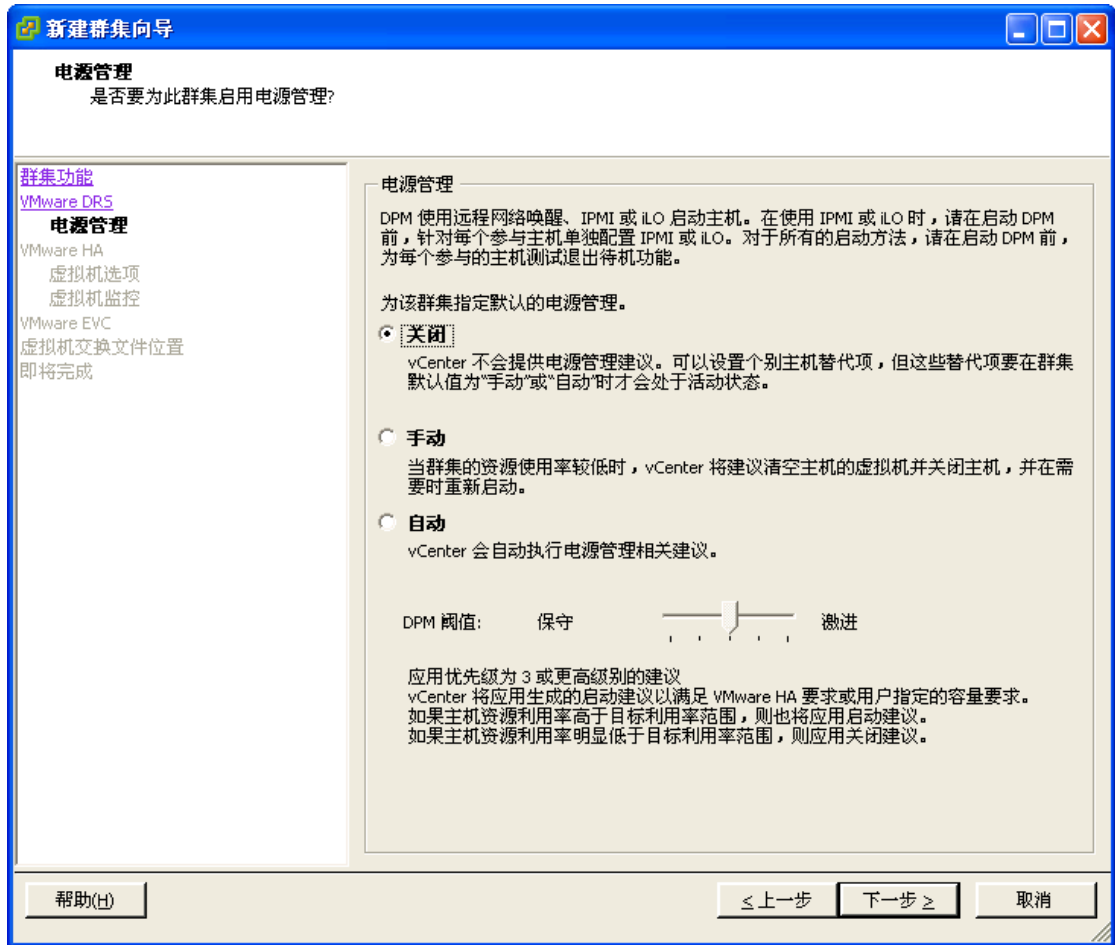 新建群集向导
电源管理
是否要为此群集启用电源管理?
群集功能
VMware DRS
电源管理
VMware HA
虚拟机选项
虚拟机监控
VMware EVC
虚拟机交换文件位置
即将完成
电源管理
DPM 使用远程网络唤醒、IPMI 或 iLO 启动主机。在使用 IPMI 或 iLO 时，请在启动 DPM
前，针对每个参与主机单独配置 IPMI 或 iLO。对于所有的启动方法，请在启动 DPM 前，
为每个参与的主机测试退出待机功能。
为该群集指定默认的电源管理。
关闭
vCenter 不会提供电源管理建议。可以设置个别主机替代项，但这些替代项要在群集
默认值为“手动”或“自动”时才会处于活动状态。
手动
当群集的资源使用率较低时，vCenter 将建议清空主机的虚拟机并关闭主机，并在需
要时重新启动。
自动
vCenter 会自动执行电源管理相关建议。
DPM 阈值: 保守 激进
应用优先级为 3 或更高级别的建议
vCenter 将应用生成的启动建议以满足 VMware HA 要求或用户指定的容量要求。
如果主机资源利用率高于目标利用率范围，则也将应用启动建议。
如果主机资源利用率明显低于目标利用率范围，则应用关闭建议。
帮助(H) ≤上一步 下一步≥ 取消